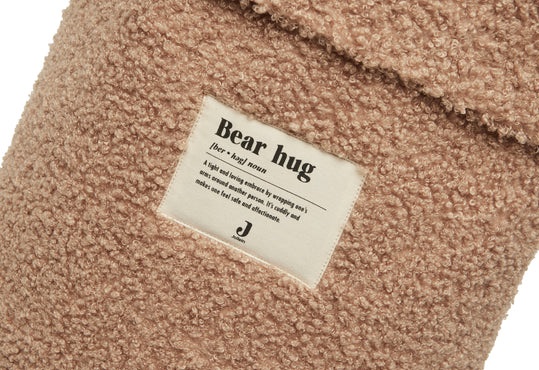 Bear hug
[ber • həg] noun
A tight and loving embrace by wrapping one's
arms around another person. It's cuddly and
makes one feel safe and affectionate.
J
Jollein